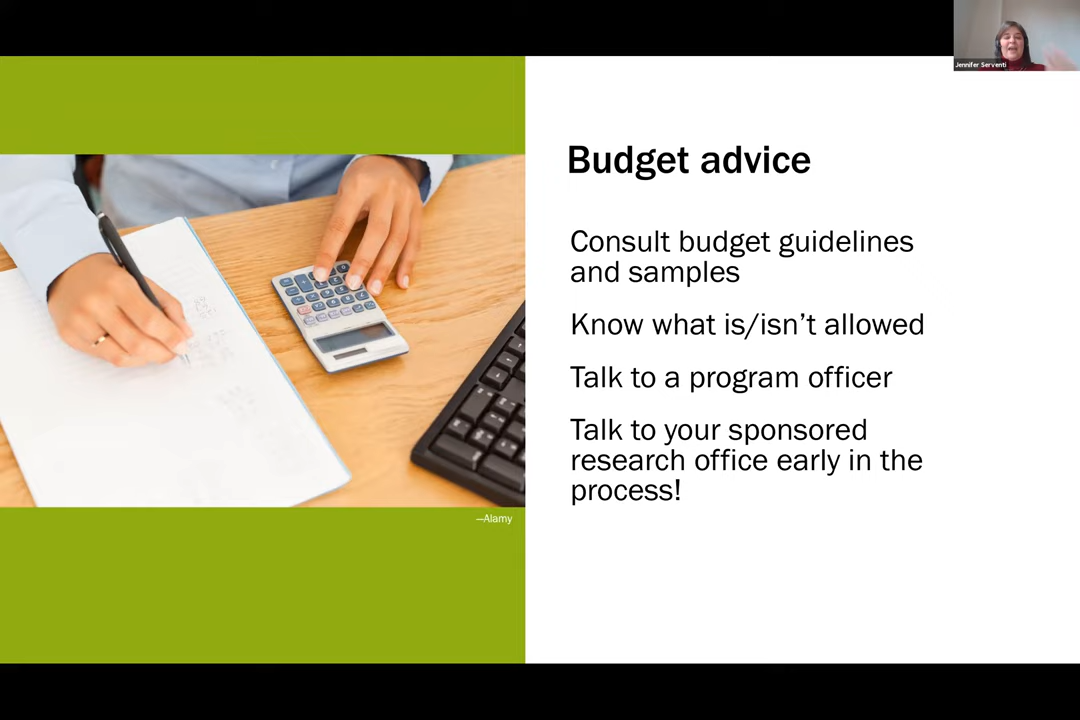 Jennifer Serventi
Budget advice
Consult budget guidelines
and samples
Know what is/isn't allowed
Talk to a program officer
Talk to your sponsored
research office early in the
process!
—Alamy